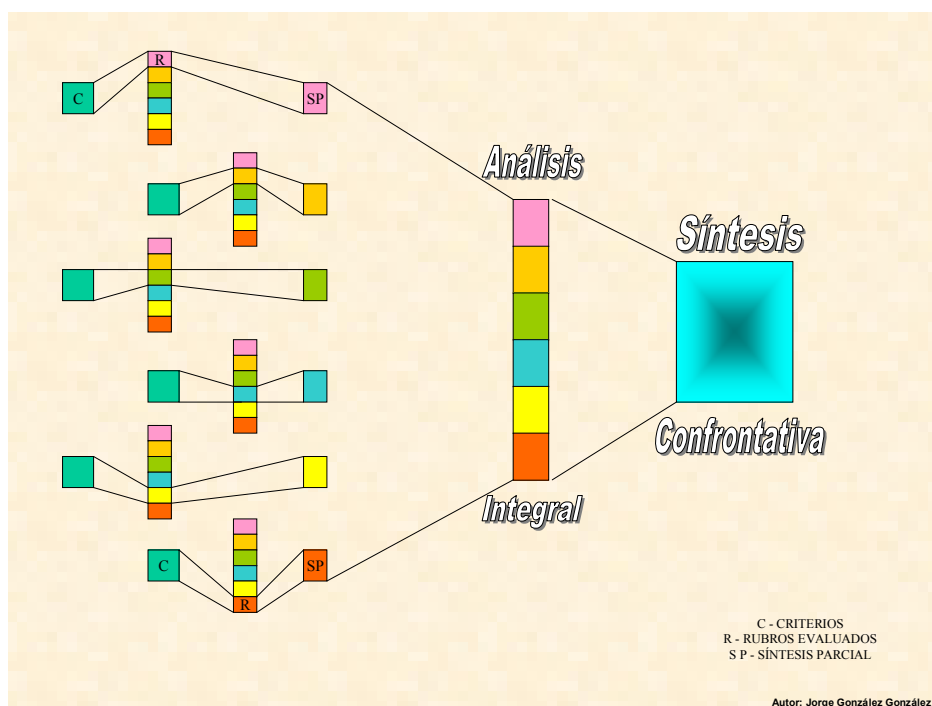 R
C
SP
Análisis
Síntesis
Confrontativa
Integral
C
SP
R
C - CRITERIOS
R - RUBROS EVALUADOS
S P - SÍNTESIS PARCIAL
Autor: Jorge González González